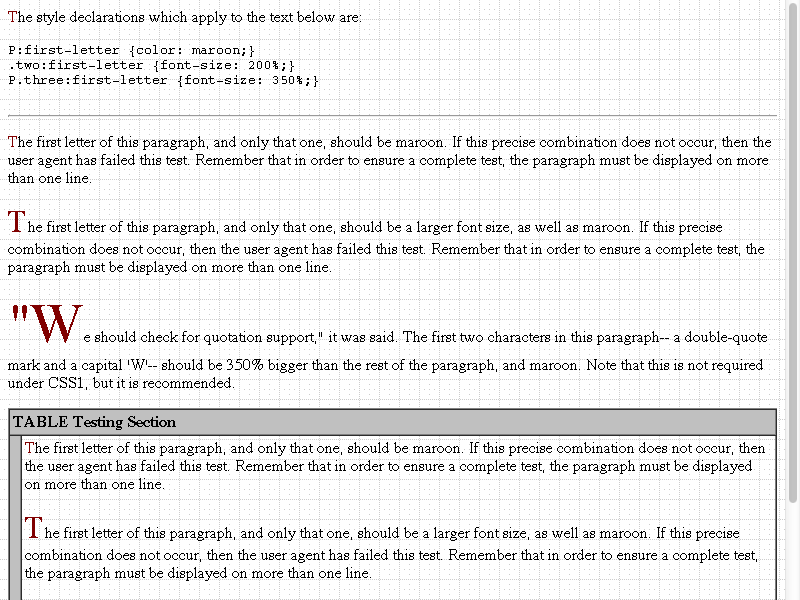 The style declarations which apply to the text below are:
P:first-letter {color: maroon;}
.two:first-letter {font-size: 200%;}
P.three:first-letter {font-size: 350%;}
The first letter of this paragraph, and only that one, should be maroon. If this precise combination does not occur, then the
user agent has failed this test. Remember that in order to ensure a complete test, the paragraph must be displayed on more
than one line.
The first letter of this paragraph, and only that one, should be a larger font size, as well as maroon. If this precise
combination does not occur, then the user agent has failed this test. Remember that in order to ensure a complete test, the
paragraph must be displayed on more than one line.
"We should check for quotation support," it was said. The first two characters in this paragraph-- a double-quote
mark and a capital 'W'-- should be 350% bigger than the rest of the paragraph, and maroon. Note that this is not required
under CSS1, but it is recommended.
TABLE Testing Section
The first letter of this paragraph, and only that one, should be maroon. If this precise combination does not occur, then
the user agent has failed this test. Remember that in order to ensure a complete test, the paragraph must be displayed
on more than one line.
The first letter of this paragraph, and only that one, should be a larger font size, as well as maroon. If this precise
combination does not occur, then the user agent has failed this test. Remember that in order to ensure a complete test,
the paragraph must be displayed on more than one line.